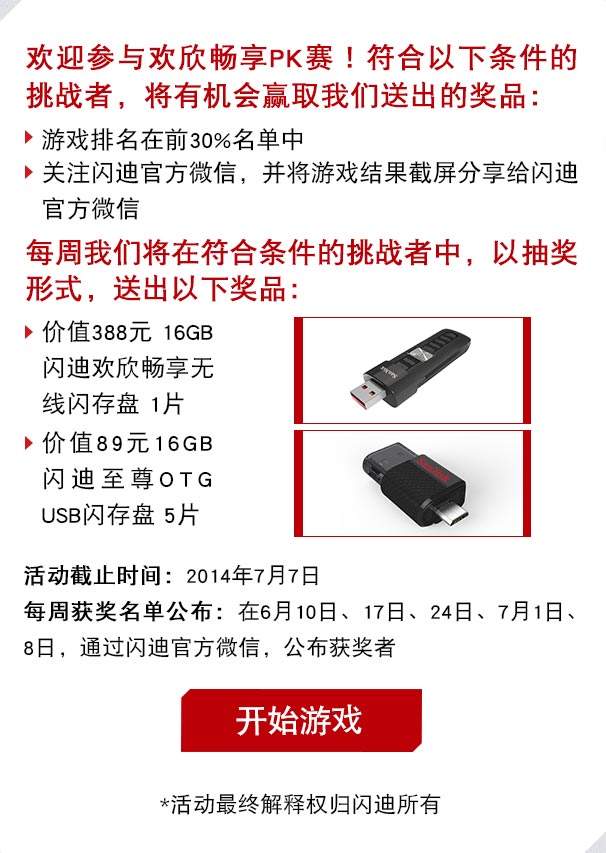 欢迎参与欢欣畅享PK赛！符合以下条件的
挑战者，将有机会赢取我们送出的奖品：
游戏排名在前30%名单中
关注闪迪官方微信，并将游戏结果截屏分享给闪迪
官方微信
每周我们将在符合条件的挑战者中，以抽奖
形式，送出以下奖品：
价值388元 16GB
闪迪欢欣畅享无
线闪存盘 1片
SanDisk
价值89元16GB
闪迪至尊OTG
USB闪存盘 5片
SanDisk
活动截止时间：2014年7月7日
每周获奖名单公布：在6月10日、17日、24日、7月1日、
8日，通过闪迪官方微信，公布获奖者
开始游戏
*活动最终解释权归闪迪所有